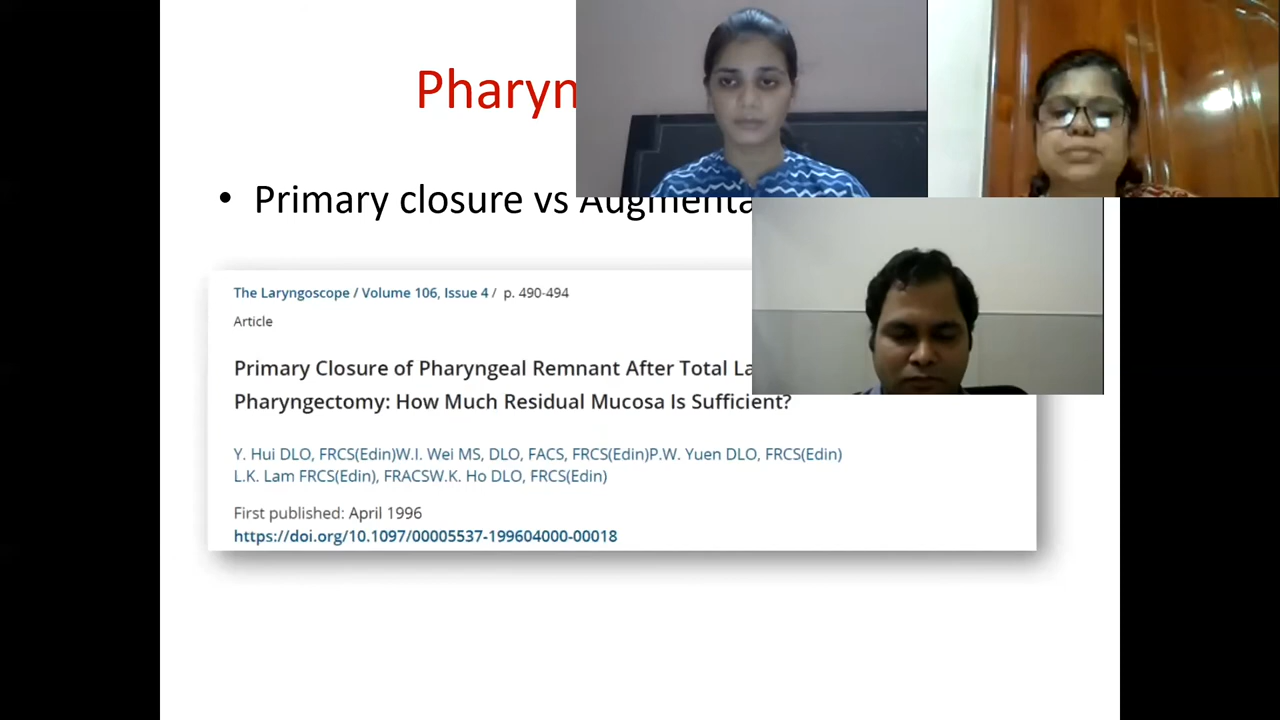 Pharyn
• Primary closure vs Augmenta
The Laryngoscope / Volume 106, Issue 4 / p. 490-494
Article
Primary Closure of Pharyngeal Remnant After Total La
Pharyngectomy: How Much Residual Mucosa Is Sufficient?
Y. Hui DLO, FRCS(Edin)W.I. Wei MS, DLO, FACS, FRCS(Edin)P.W. Yuen DLO, FRCS(Edin)
L.K. Lam FRCS(Edin), FRACSW.K. Ho DLO, FRCS(Edin)
First published: April 1996
https://doi.org/10.1097/00005537-199604000-00018